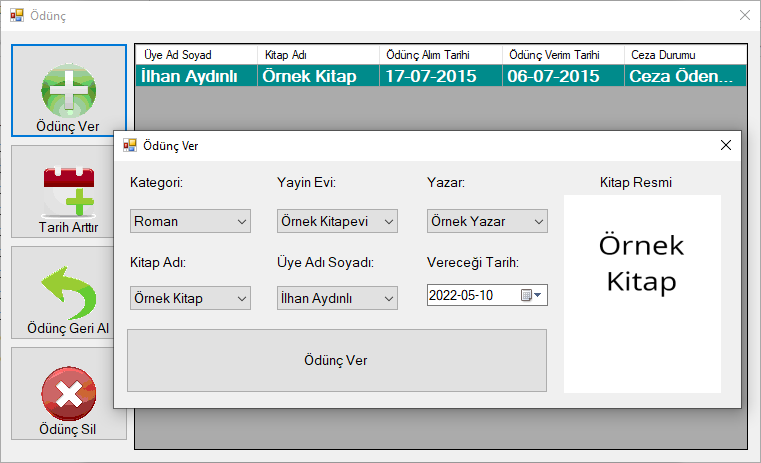 Ödünç
Ödünç Ver
Tarih Arttır
Ödünç Geri Al
Ödünç Sil
Üye Ad Soyad Kitap Adı Ödünç Alım Tarihi Ödünç Verim Tarihi Ceza Durumu
İlhan Aydınlı Örnek Kitap 17-07-2015 06-07-2015 Ceza Öden...
Ödünç Ver
Kategori: Yayin Evi: Yazar: Kitap Resmi
Roman Örnek Kitapevi Örnek Yazar
Kitap Adı: Üye Adı Soyadı: Vereceği Tarih:
Örnek Kitap İlhan Aydınlı 2022-05-10
Ödünç Ver
Örnek
Kitap